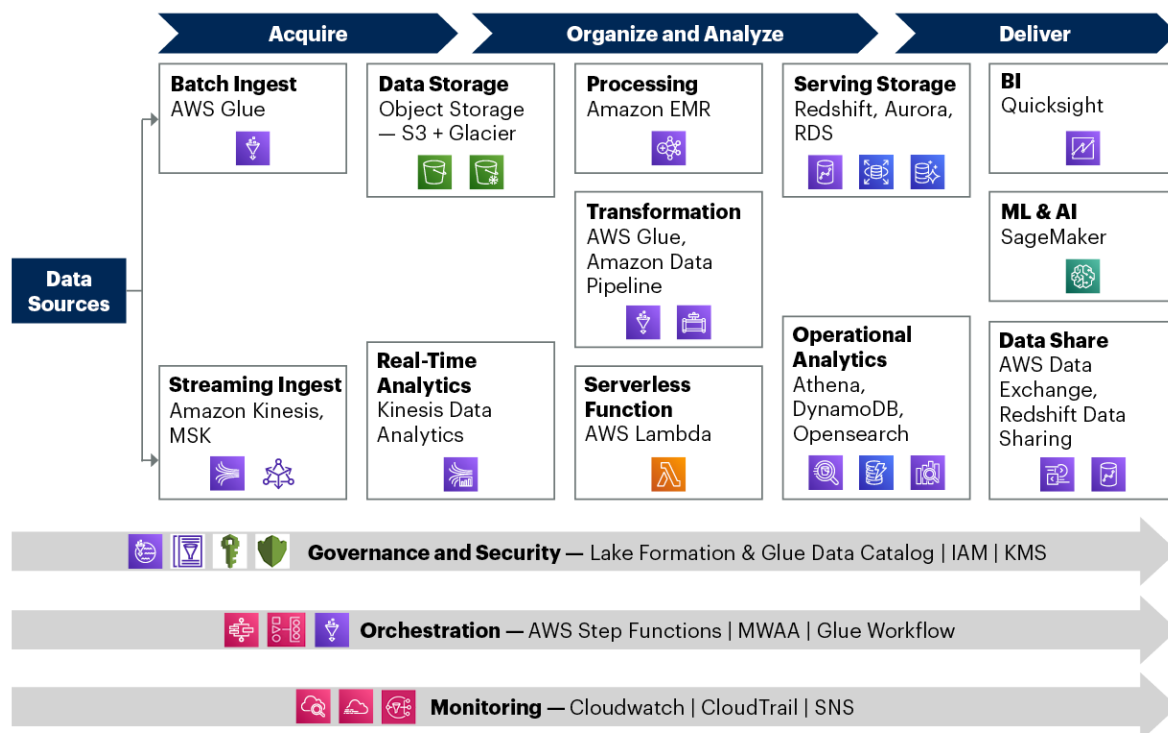 Acquire
Organize and Analyze
Deliver
Batch Ingest
AWS Glue
Data Storage
Object Storage
— S3 + Glacier
Processing
Amazon EMR
Serving Storage
Redshift, Aurora,
RDS
BI
Quicksight
Transformation
AWS Glue,
Amazon Data
Pipeline
ML & AI
SageMaker
Data
Sources
Streaming Ingest
Amazon Kinesis,
MSK
Real-Time
Analytics
Kinesis Data
Analytics
Serverless
Function
AWS Lambda
Operational
Analytics
Athena,
DynamoDB,
Opensearch
Data Share
AWS Data
Exchange,
Redshift Data
Sharing
Governance and Security — Lake Formation & Glue Data Catalog | IAM | KMS
Orchestration — AWS Step Functions | MWAA | Glue Workflow
Monitoring — Cloudwatch | CloudTrail | SNS